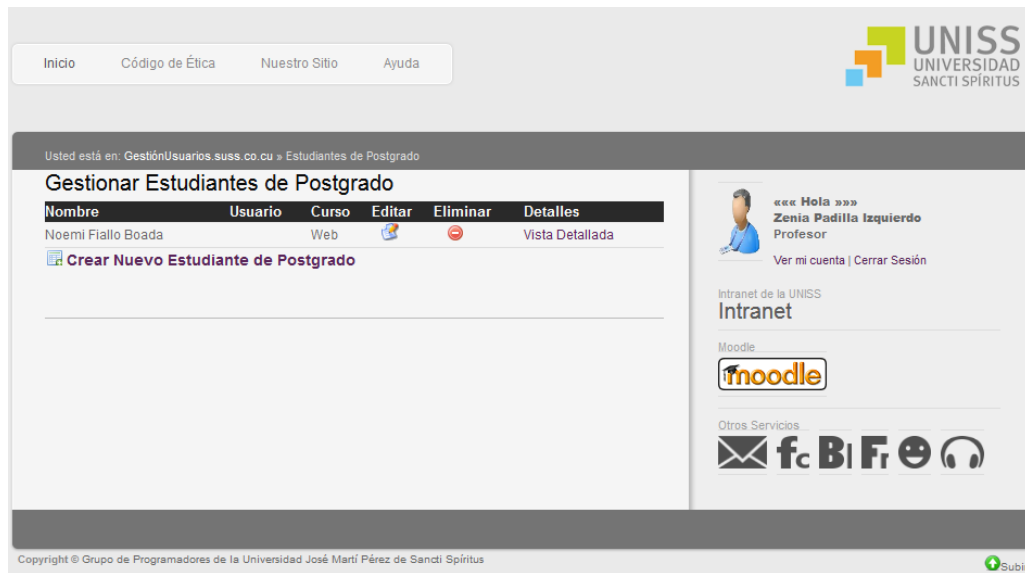 Inicio Código de Ética Nuestro Sitio Ayuda
UNISS
UNIVERSIDAD
SANCTI SPÍRITUS
Usted está en: GestiónUsuarios.suss.co.cu » Estudiantes de Postgrado
Gestionar Estudiantes de Postgrado
Nombre Usuario Curso Editar Eliminar Detalles
Noemi Fiallo Boada Web Vista Detallada
Crear Nuevo Estudiante de Postgrado
««« Hola »»»
Zenia Padilla Izquierdo
Profesor
Ver mi cuenta | Cerrar Sesión
Intranet de la UNISS
Intranet
Moodle
moodle
Otros Servicios
fc Bl Fr
Copyright © Grupo de Programadores de la Universidad José Martí Pérez de Sancti Spíritus